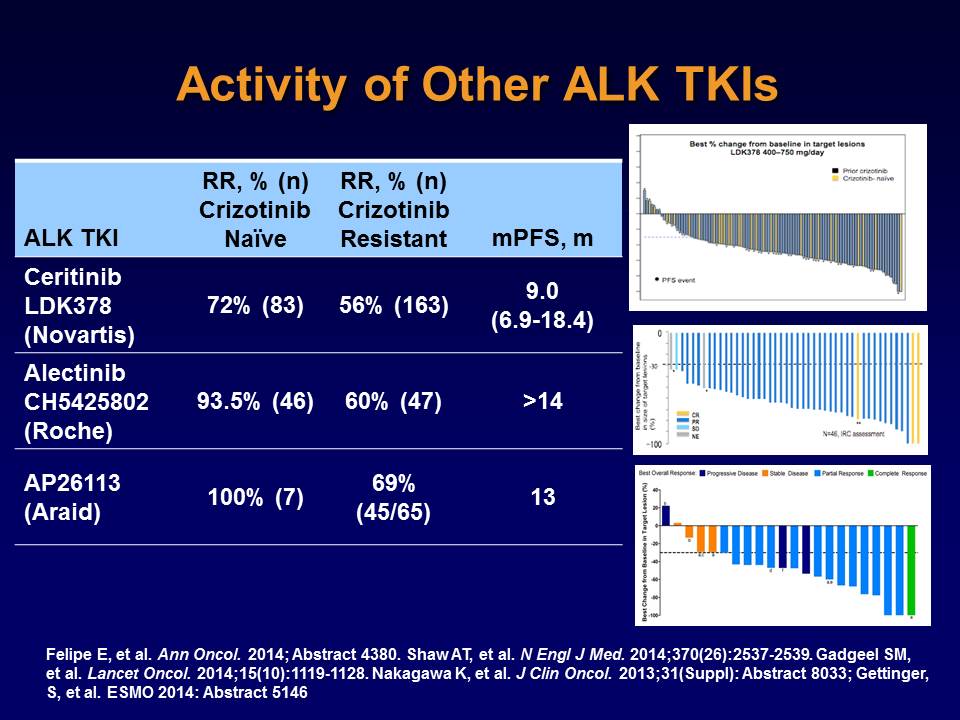 Activity of Other ALK TKIs
ALK TKI
RR, % (n)
Crizotinib
Naïve
RR, % (n)
Crizotinib
Resistant
mPFS, m
Ceritinib
LDK378
(Novartis)
72% (83)
56% (163)
9.0
(6.9-18.4)
Alectinib
CH5425802
(Roche)
93.5% (46)
60% (47)
>14
AP26113
(Araid)
100% (7)
69%
(45/65)
13
Best % change from baseline in target lesions
LDK378 400–750 mg/day
Prior crizotinib
Crizotinib- naïve
PFS event
Best change from baseline
in size of target lesions
(%)
0
-30
-100
CR
PR
SD
NE
N=46, IRC assessment
Best Overall Response: Progressive Disease Stable Disease Partial Response Complete Response
Best Change from Baseline in Target Lesion (%)
40
20
0
-20
-40
-60
-80
-100
Felipe E, et al. Ann Oncol. 2014; Abstract 4380. Shaw AT, et al. N Engl J Med. 2014;370(26):2537-2539. Gadgeel SM,
et al. Lancet Oncol. 2014;15(10):1119-1128. Nakagawa K, et al. J Clin Oncol. 2013;31(Suppl): Abstract 8033; Gettinger,
S, et al. ESMO 2014: Abstract 5146